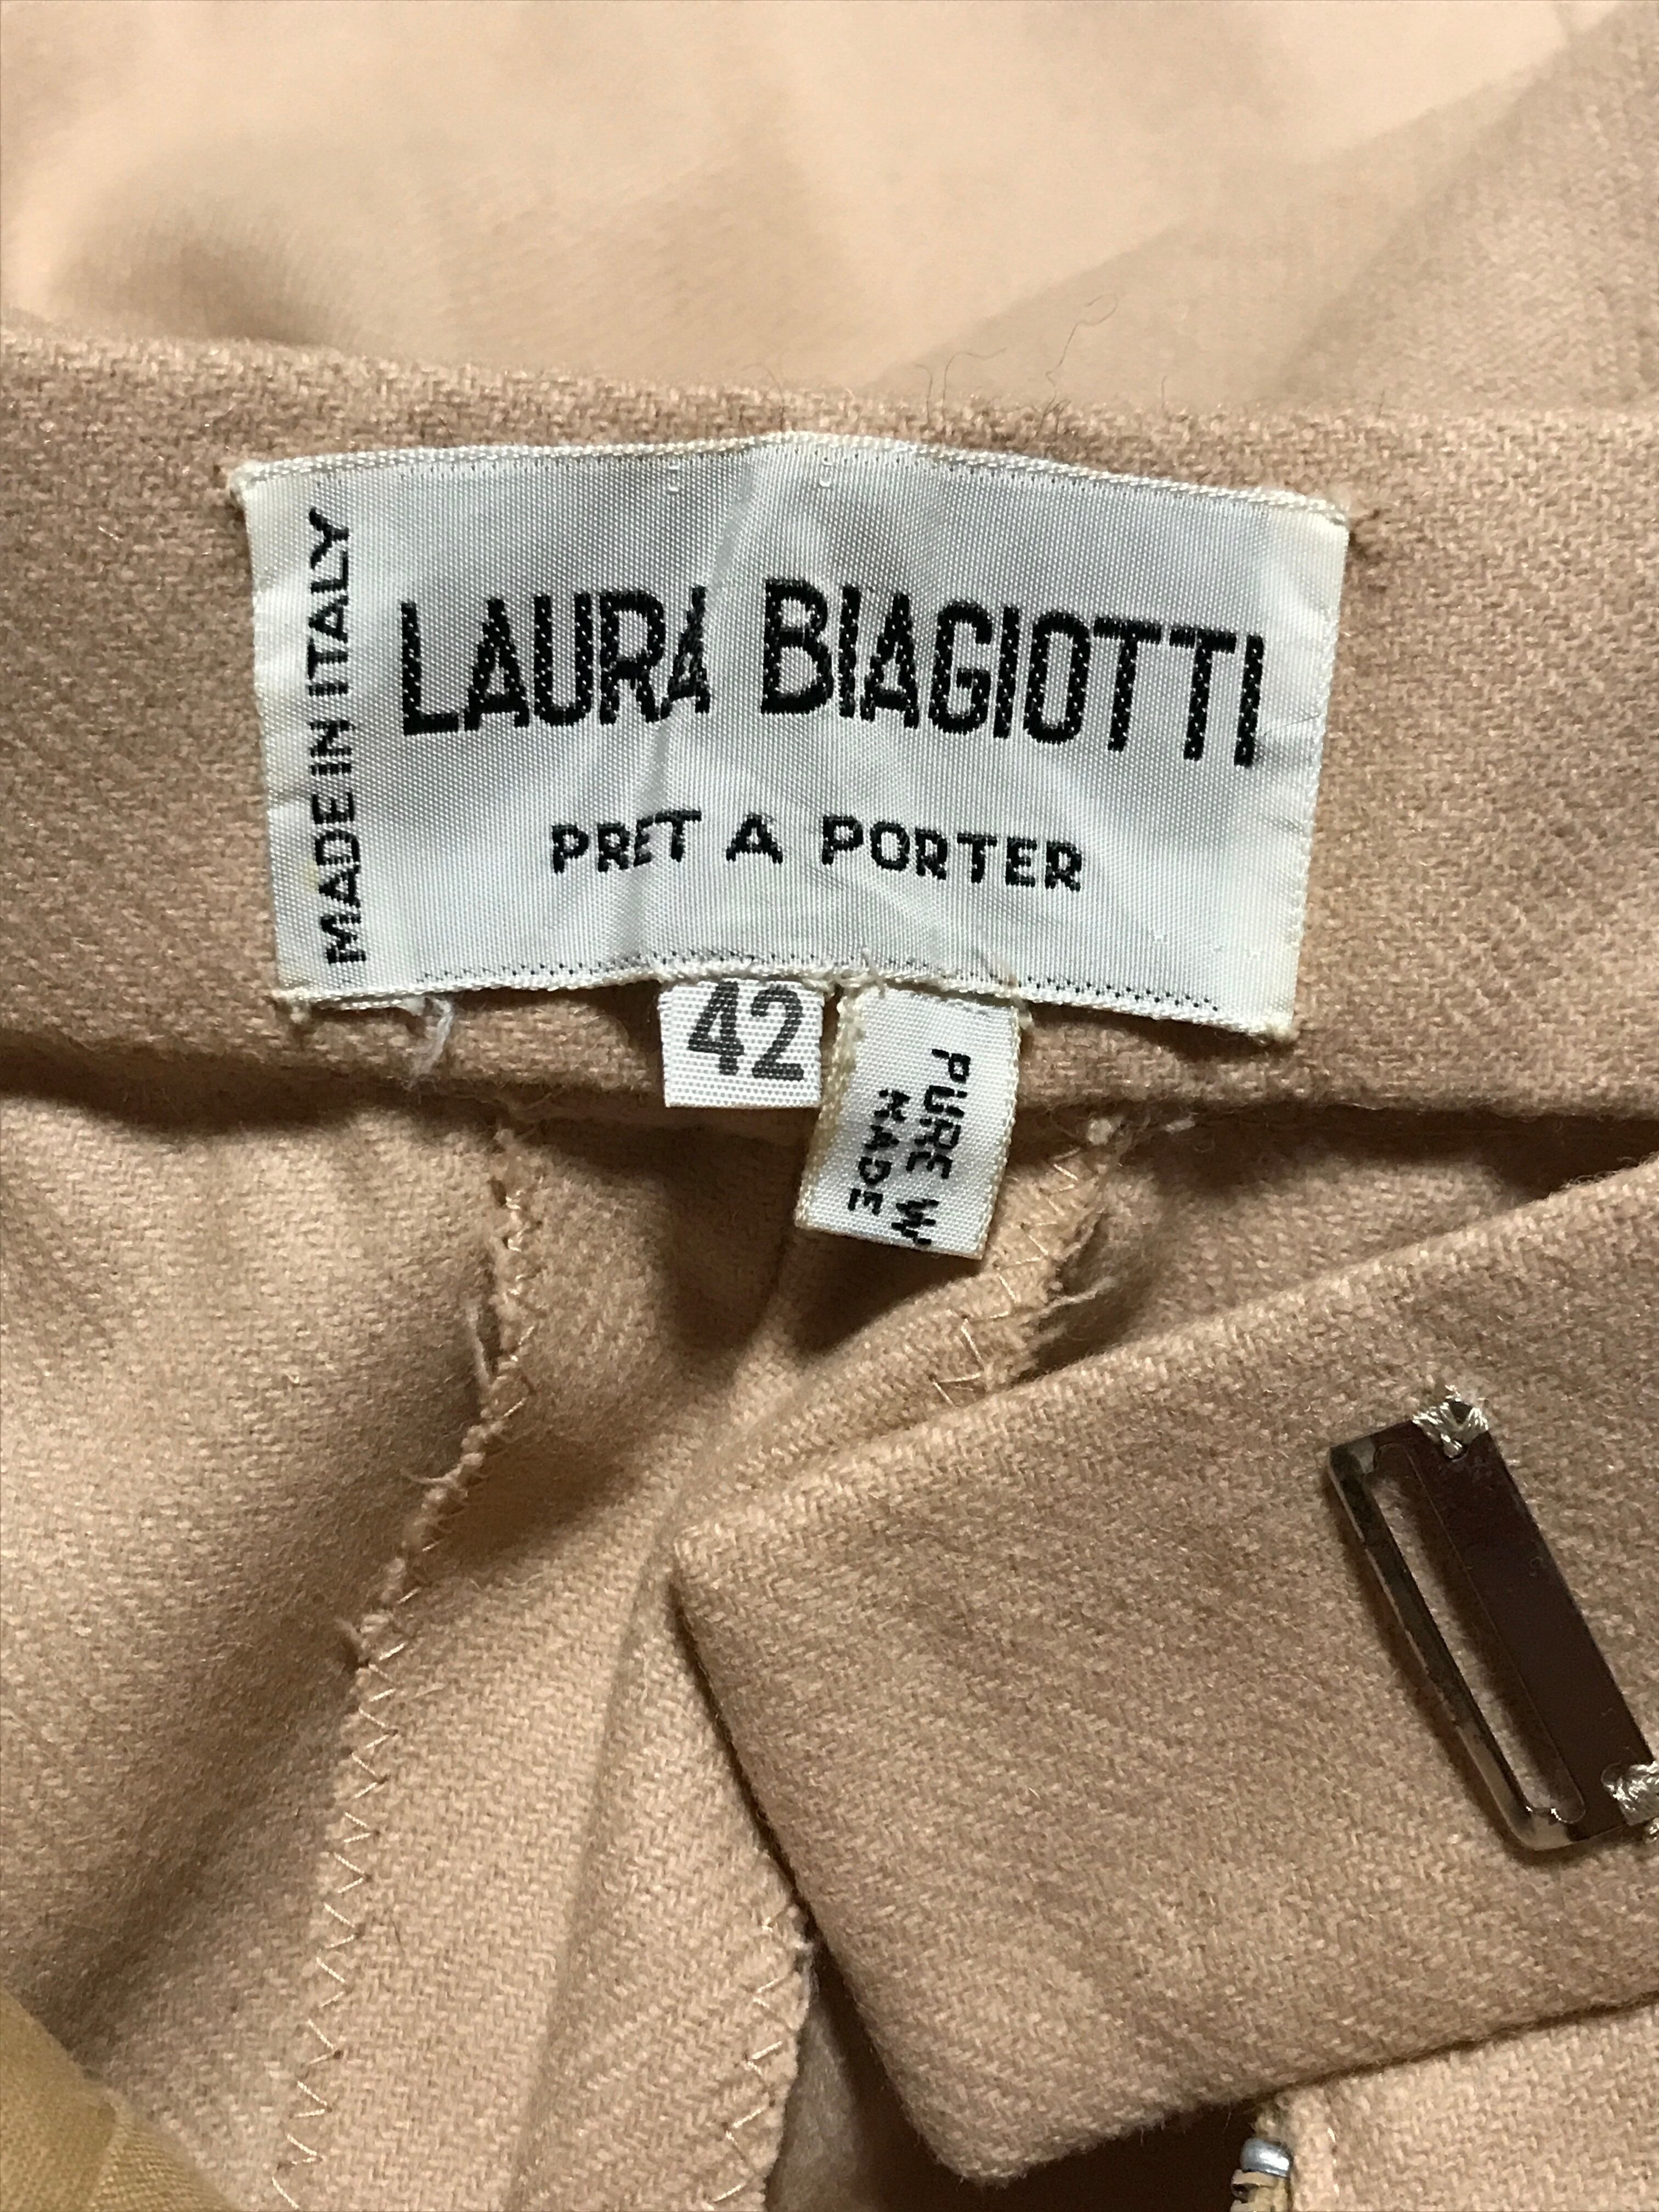 MADE IN ITALY
LAURA BIAGIOTTI
PRET A PORTER
42
PURE W
MADE